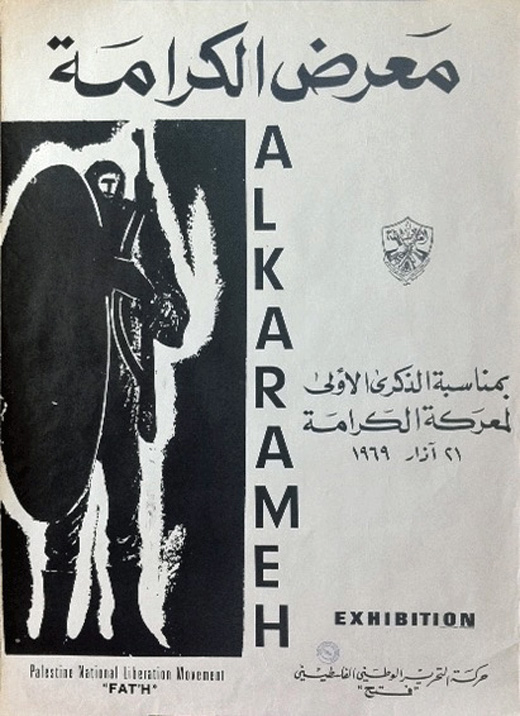 معرض الكرامة
ALKARAMEH
بمناسبة الذكرى الأولى
لمعركة الكرامة
٢١ آذار ١٩٦٩
EXHIBITION
Palestine National Liberation Movement
"FAT'H"
حركة التحرير الوطني الفلسطيني
"فتح"